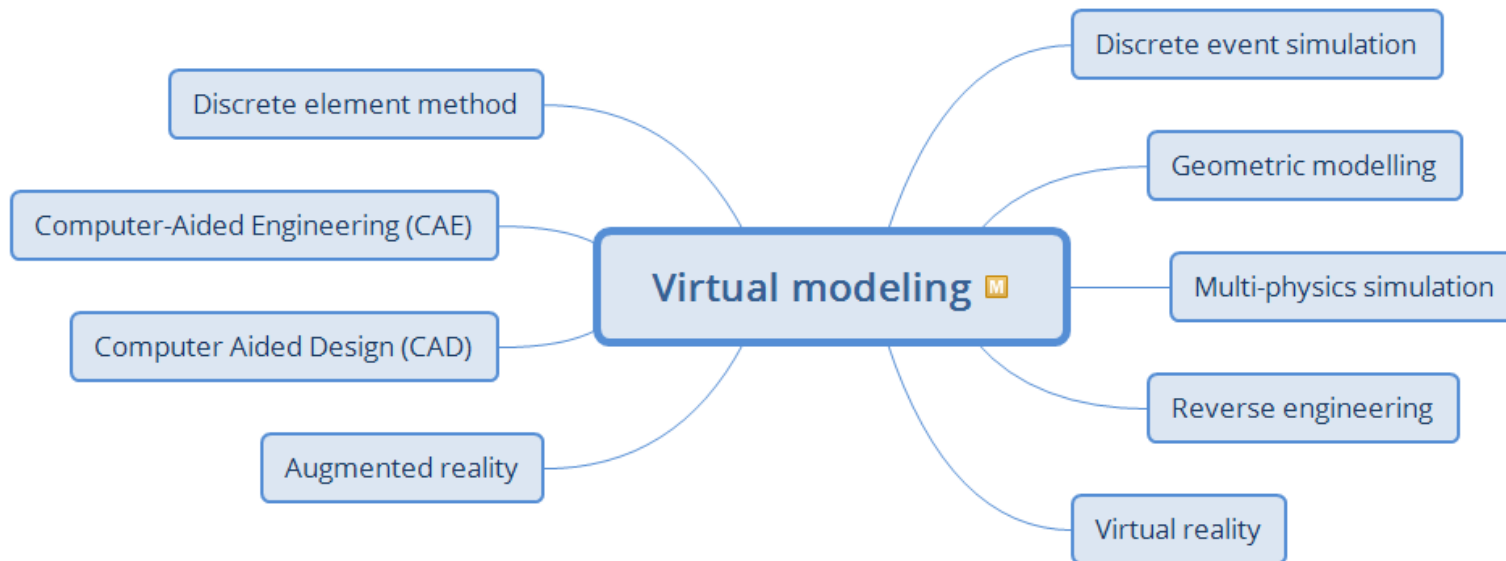 Discrete event simulation
Discrete element method
Geometric modelling
Computer-Aided Engineering (CAE)
Virtual modeling M
Multi-physics simulation
Computer Aided Design (CAD)
Reverse engineering
Augmented reality
Virtual reality